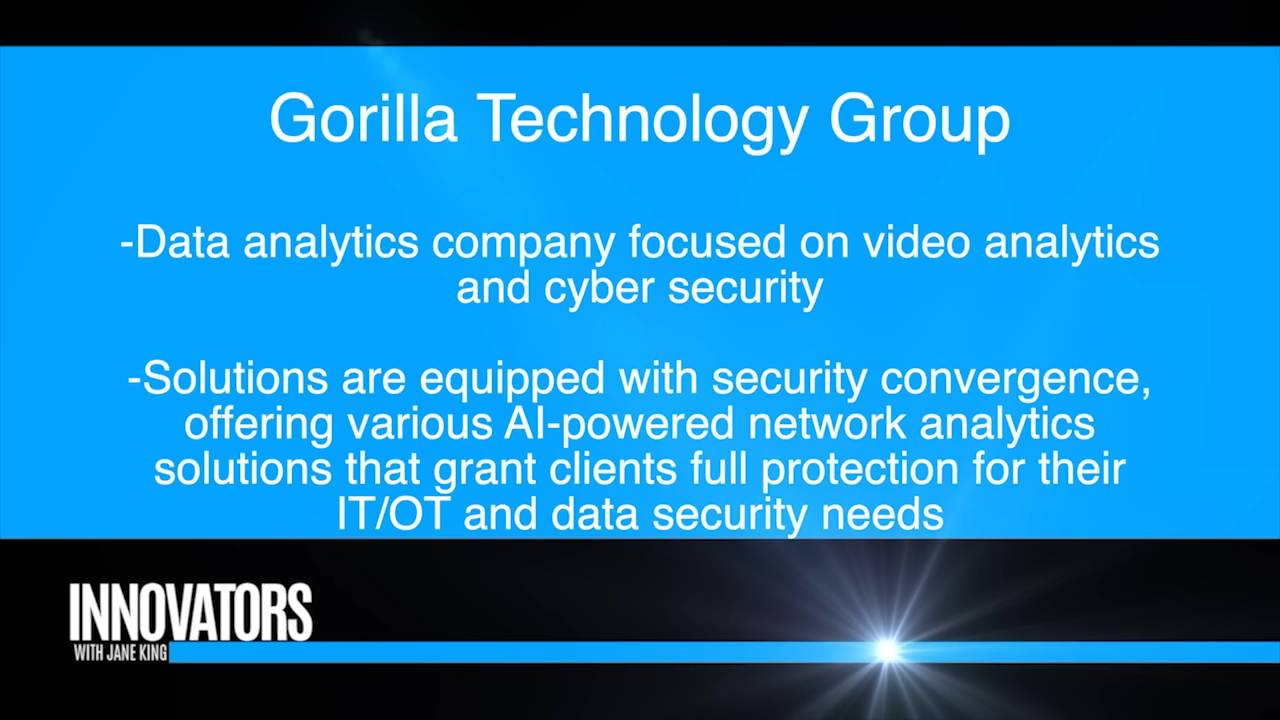 Gorilla Technology Group
-Data analytics company focused on video analytics
and cyber security
-Solutions are equipped with security convergence,
offering various AI-powered network analytics
solutions that grant clients full protection for their
IT/OT and data security needs
INNOVATORS
WITH JANE KING